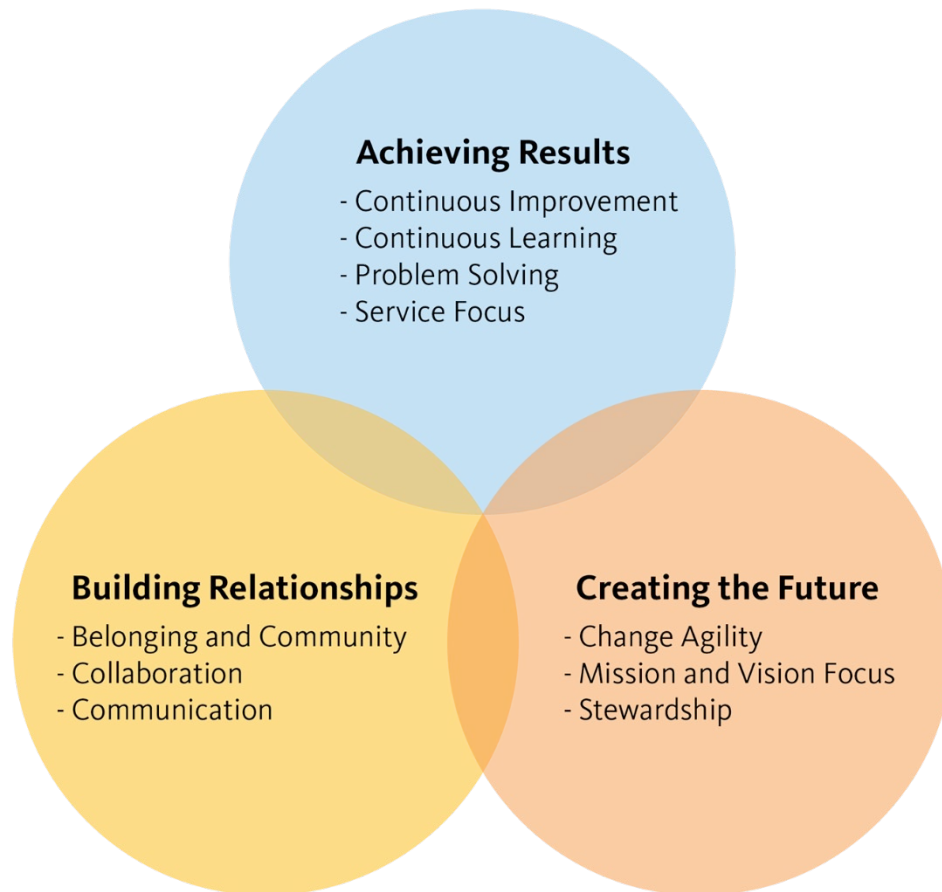 Achieving Results
- Continuous Improvement
- Continuous Learning
- Problem Solving
- Service Focus
Building Relationships
- Belonging and Community
- Collaboration
- Communication
Creating the Future
- Change Agility
- Mission and Vision Focus
- Stewardship